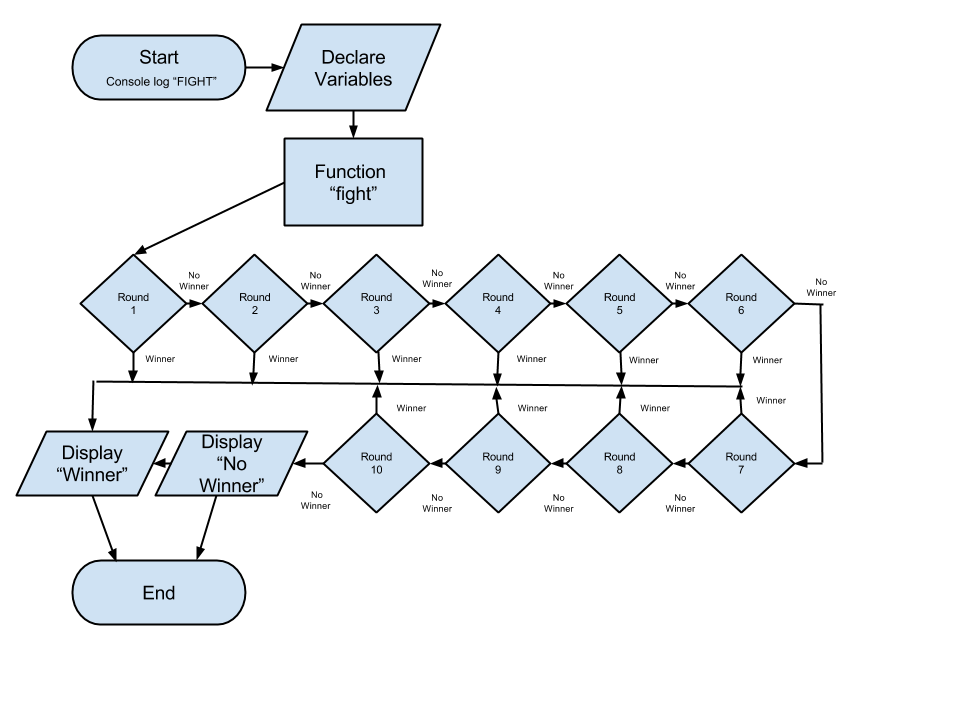 Start
Console log “FIGHT”
Declare
Variables
Function
“fight”
Round
1
No
Winner
Round
2
No
Winner
Round
3
No
Winner
Round
4
No
Winner
Round
5
No
Winner
Round
6
No
Winner
Winner
Winner
Winner
Winner
Winner
Winner
Winner
Winner
Winner
Winner
Display
“Winner”
Display
“No
Winner”
Round
10
Round
9
Round
8
Round
7
No
Winner
No
Winner
No
Winner
No
Winner
End